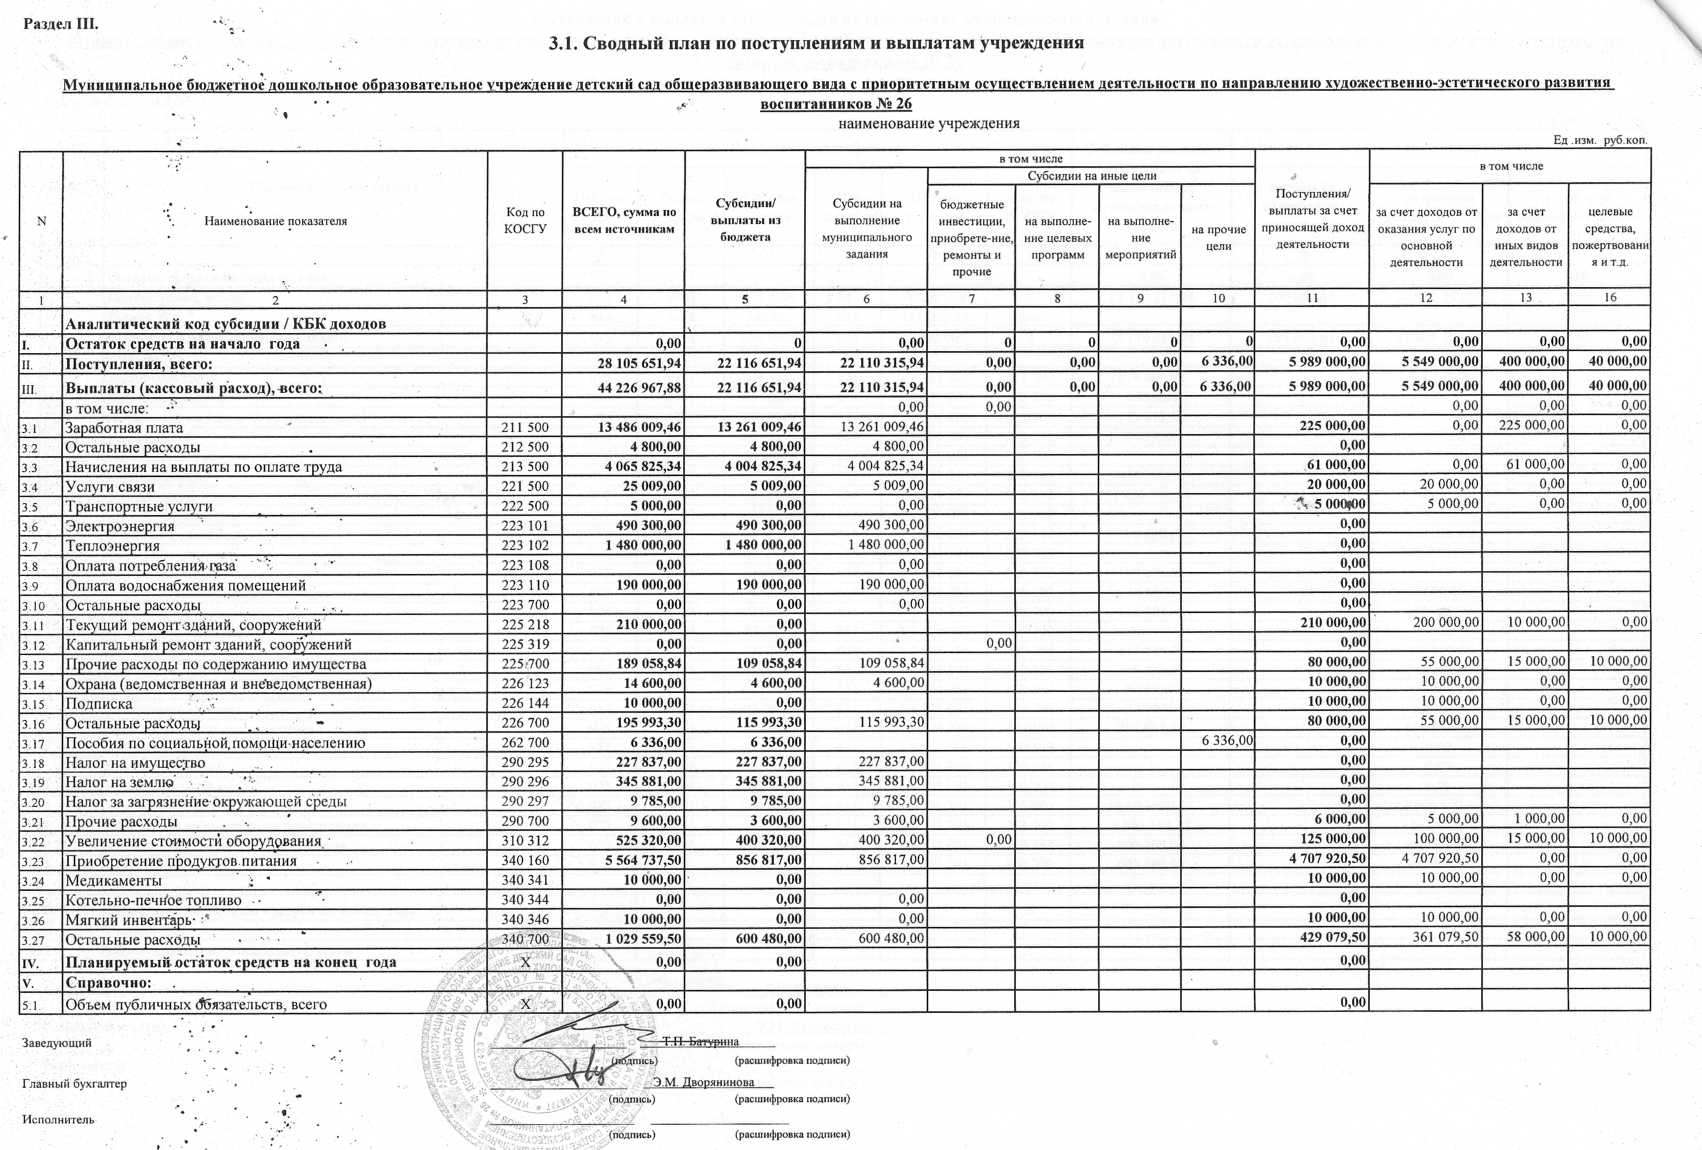 Раздел III.
3.1. Сводный план по поступлениям и выплатам учреждения
Муниципальное бюджетное дошкольное образовательное учреждение детский сад общеразвивающего вида с приоритетным осуществлением деятельности по направлению художественно-эстетического развития
воспитанников № 26
наименование учреждения
Ед .изм. руб.коп.
N
Наименование показателя
Код по
КОСГУ
ВСЕГО, сумма по
всем источникам
Субсидии/
выплаты из
бюджета
в том числе
Субсидии на
выполнение
муниципального
задания
Субсидии на иные цели
бюджетные
инвестиции,
приобрете-ние,
ремонты и
прочие
на выполне-
ние целевых
программ
на выполне-
ние
мероприятий
на прочие
цели
Поступления/
выплаты за счет
приносящей доход
деятельности
в том числе
за счет доходов от
оказания услуг по
основной
деятельности
за счет
доходов от
иных видов
деятельности
целевые
средства,
пожертвовани
я и т.д.
1 2 3 4 5 6 7 8 9 10 11 12 13 16
Аналитический код субсидии / КБК доходов
I. Остаток средств на начало года 0,00 0 0,00 0 0 0 0 0,00 0,00 0,00 0,00
II. Поступления, всего: 28 105 651,94 22 116 651,94 22 110 315,94 0,00 0,00 0,00 6 336,00 5 989 000,00 5 549 000,00 400 000,00 40 000,00
III. Выплаты (кассовый расход), всего: 44 226 967,88 22 116 651,94 22 110 315,94 0,00 0,00 0,00 6 336,00 5 989 000,00 5 549 000,00 400 000,00 40 000,00
в том числе: 0,00 0,00 0,00 0,00 0,00
3.1 Заработная плата 211 500 13 486 009,46 13 261 009,46 13 261 009,46 225 000,00 0,00 225 000,00 0,00
3.2 Остальные расходы 212 500 4 800,00 4 800,00 4 800,00 0,00
3.3 Начисления на выплаты по оплате труда 213 500 4 065 825,34 4 004 825,34 4 004 825,34 61 000,00 0,00 61 000,00 0,00
3.4 Услуги связи 221 500 25 009,00 5 009,00 5 009,00 20 000,00 20 000,00 0,00 0,00
3.5 Транспортные услуги 222 500 5 000,00 0,00 0,00 5 000,00 5 000,00 0,00 0,00
3.6 Электроэнергия 223 101 490 300,00 490 300,00 490 300,00 0,00
3.7 Теплоэнергия 223 102 1 480 000,00 1 480 000,00 1 480 000,00 0,00
3.8 Оплата потребления газа 223 108 0,00 0,00 0,00 0,00
3.9 Оплата водоснабжения помещений 223 110 190 000,00 190 000,00 190 000,00 0,00
3.10 Остальные расходы 223 700 0,00 0,00 0,00 0,00
3.11 Текущий ремонт зданий, сооружений 225 218 210 000,00 0,00 210 000,00 200 000,00 10 000,00 0,00
3.12 Капитальный ремонт зданий, сооружений 225 319 0,00 0,00 0,00 0,00
3.13 Прочие расходы по содержанию имущества 225 700 189 058,84 109 058,84 109 058,84 80 000,00 55 000,00 15 000,00 10 000,00
3.14 Охрана (ведомственная и вневедомственная) 226 123 14 600,00 4 600,00 4 600,00 10 000,00 10 000,00 0,00 0,00
3.15 Подписка 226 144 10 000,00 0,00 10 000,00 10 000,00 0,00 0,00
3.16 Остальные расходы 226 700 195 993,30 115 993,30 115 993,30 80 000,00 55 000,00 15 000,00 10 000,00
3.17 Пособия по социальной помощи населению 262 700 6 336,00 6 336,00 6 336,00 0,00
3.18 Налог на имущество 290 295 227 837,00 227 837,00 227 837,00 0,00
3.19 Налог на землю 290 296 345 881,00 345 881,00 345 881,00 0,00
3.20 Налог за загрязнение окружающей среды 290 297 9 785,00 9 785,00 9 785,00 0,00
3.21 Прочие расходы 290 700 9 600,00 3 600,00 3 600,00 6 000,00 5 000,00 1 000,00 0,00
3.22 Увеличение стоимости оборудования 310 312 525 320,00 400 320,00 400 320,00 0,00 125 000,00 100 000,00 15 000,00 10 000,00
3.23 Приобретение продуктов питания 340 160 5 564 737,50 856 817,00 856 817,00 4 707 920,50 4 707 920,50 0,00 0,00
3.24 Медикаменты 340 341 10 000,00 0,00 10 000,00 10 000,00 0,00 0,00
3.25 Котельно-печное топливо 340 344 0,00 0,00 0,00 0,00
3.26 Мягкий инвентарь 340 346 10 000,00 0,00 0,00 10 000,00 10 000,00 0,00 0,00
3.27 Остальные расходы 340 700 1 029 559,50 600 480,00 600 480,00 429 079,50 361 079,50 58 000,00 10 000,00
IV. Планируемый остаток средств на конец года X 0,00 0,00 0,00
V. Справочно:
5.1. Объем публичных обязательств, всего X 0,00 0,00 0,00
Заведующий Т.П. Батурина
(подпись) (расшифровка подписи)
Главный бухгалтер Э.М. Дворянинова
(подпись) (расшифровка подписи)
Исполнитель
(подпись) (расшифровка подписи)